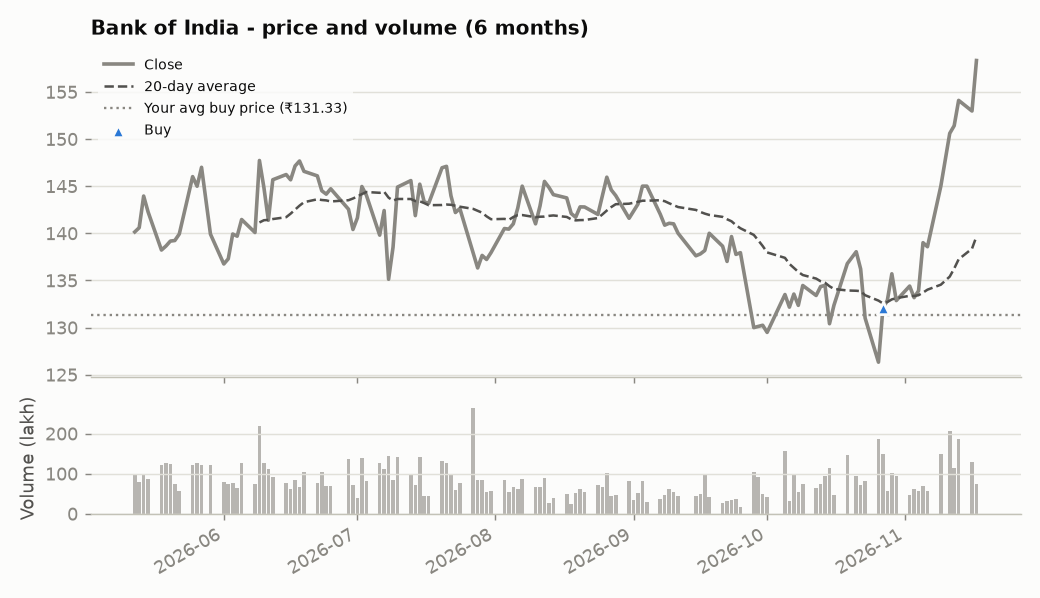 Bank of India - price and volume (6 months)
Close
20-day average
Your avg buy price (₹131.33)
Buy
155
150
145
140
135
130
125
Volume (lakh)
200
100
0
2026-06
2026-07
2026-08
2026-09
2026-10
2026-11